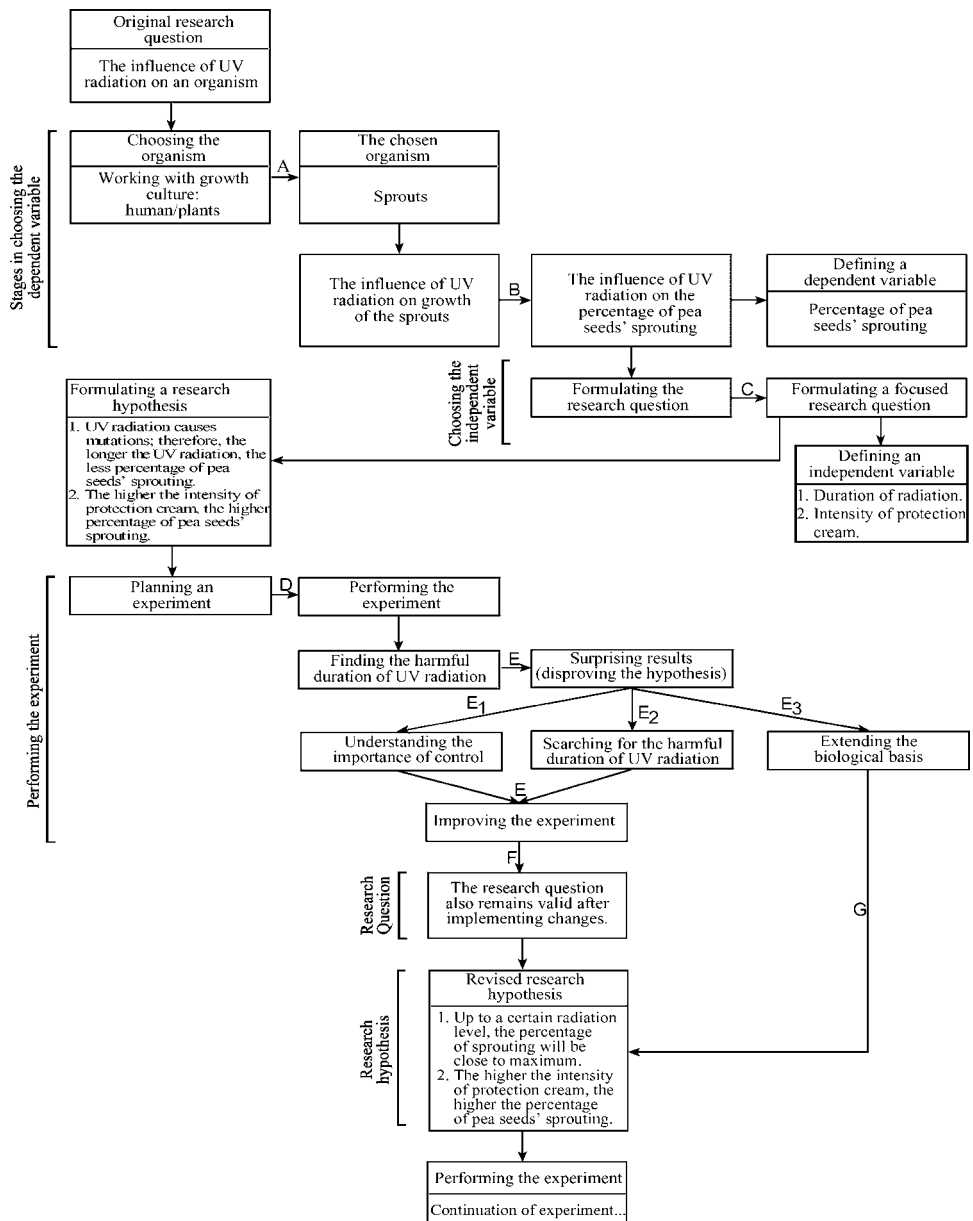 Original research
question
The influence of UV
radiation on an organism
Stages in choosing the
dependent variable
Choosing the
organism
Working with growth
culture:
human/plants
A
The chosen
organism
Sprouts
The influence of UV
radiation on growth
of the sprouts
B
The influence of UV
radiation on the
percentage of pea
seeds' sprouting
Defining a
dependent variable
Percentage of pea
seeds' sprouting
Choosing the
independent
variable
Formulating the
research question
C
Formulating a focused
research question
Defining an
independent variable
1. Duration of radiation.
2. Intensity of protection
cream.
Formulating a research
hypothesis
1. UV radiation causes
mutations; therefore, the
longer the UV radiation, the
less percentage of pea
seeds' sprouting.
2. The higher the intensity of
protection cream, the higher
percentage of pea seeds'
sprouting.
Performing the experiment
Planning an
experiment
D
Performing the
experiment
Finding the harmful
duration of UV radiation
E
Surprising results
(disproving the hypothesis)
E1
E2
E3
Understanding the
importance of control
Searching for the harmful
duration of UV radiation
Extending the
biological basis
E
Improving the experiment
F
G
Research
Question
The research question
also remains valid after
implementing changes.
Research
hypothesis
Revised research
hypothesis
1. Up to a certain radiation
level, the percentage
of sprouting will be
close to maximum.
2. The higher the intensity
of protection cream, the
higher the percentage
of pea seeds' sprouting.
Performing the experiment
Continuation of experiment...